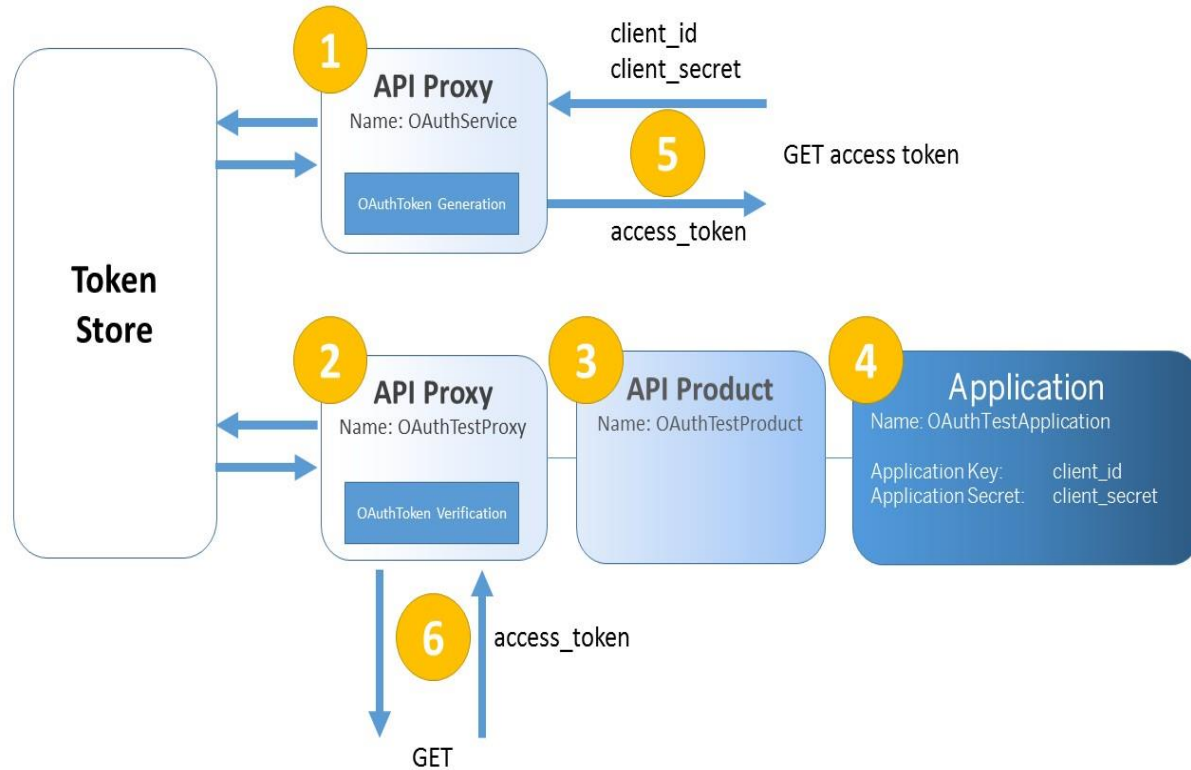 1
API Proxy
Name: OAuthService
OAuthToken Generation
client_id
client_secret
5
GET access token
access_token
Token
Store
2
API Proxy
Name: OAuthTestProxy
OAuthToken Verification
3
API Product
Name: OAuthTestProduct
4
Application
Name: OAuthTestApplication
Application Key: client_id
Application Secret: client_secret
6
access_token
GET